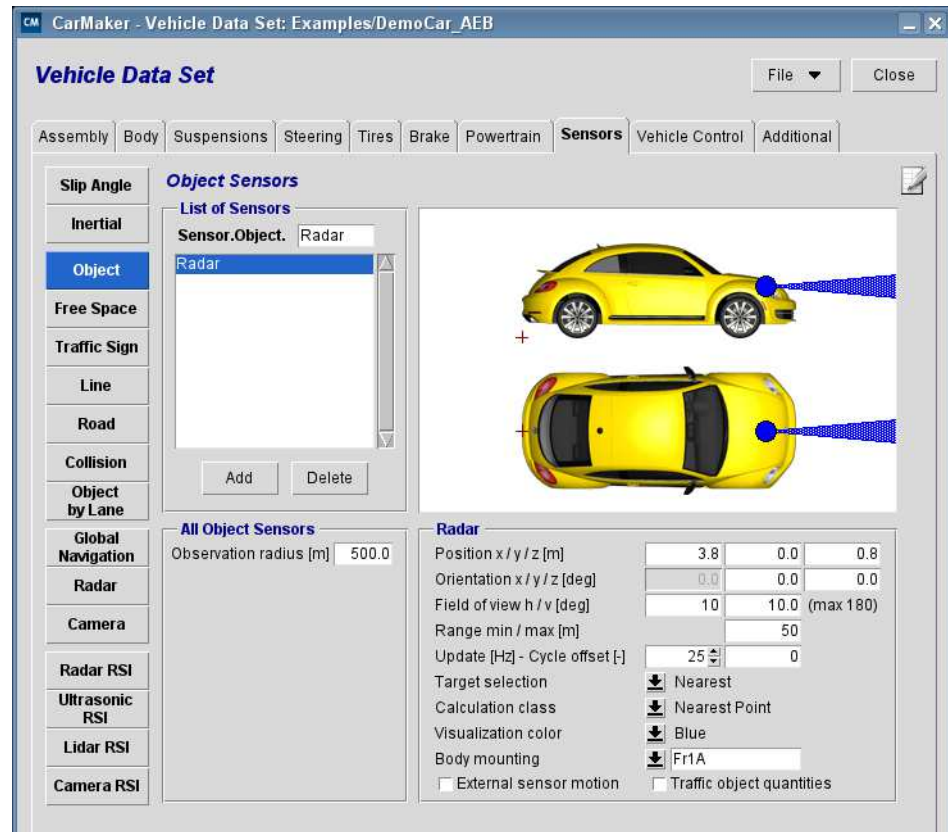 CM CarMaker - Vehicle Data Set: Examples/DemoCar_AEB
Vehicle Data Set
File
Close
Assembly Body Suspensions Steering Tires Brake Powertrain Sensors Vehicle Control Additional
Slip Angle
Inertial
Object
Free Space
Traffic Sign
Line
Road
Collision
Object
by Lane
Global
Navigation
Radar
Camera
Radar RSI
Ultrasonic
RSI
Lidar RSI
Camera RSI
Object Sensors
List of Sensors
Sensor.Object. Radar
Radar
Add Delete
All Object Sensors
Observation radius [m] 500.0
Radar
Position x / y / z [m] 3.8 0.0 0.8
Orientation x / y / z [deg] 0.0 0.0 0.0
Field of view h / v [deg] 10 10.0 (max 180)
Range min / max [m] 50
Update [Hz] - Cycle offset [-] 25 0
Target selection Nearest
Calculation class Nearest Point
Visualization color Blue
Body mounting Fr1A
External sensor motion Traffic object quantities